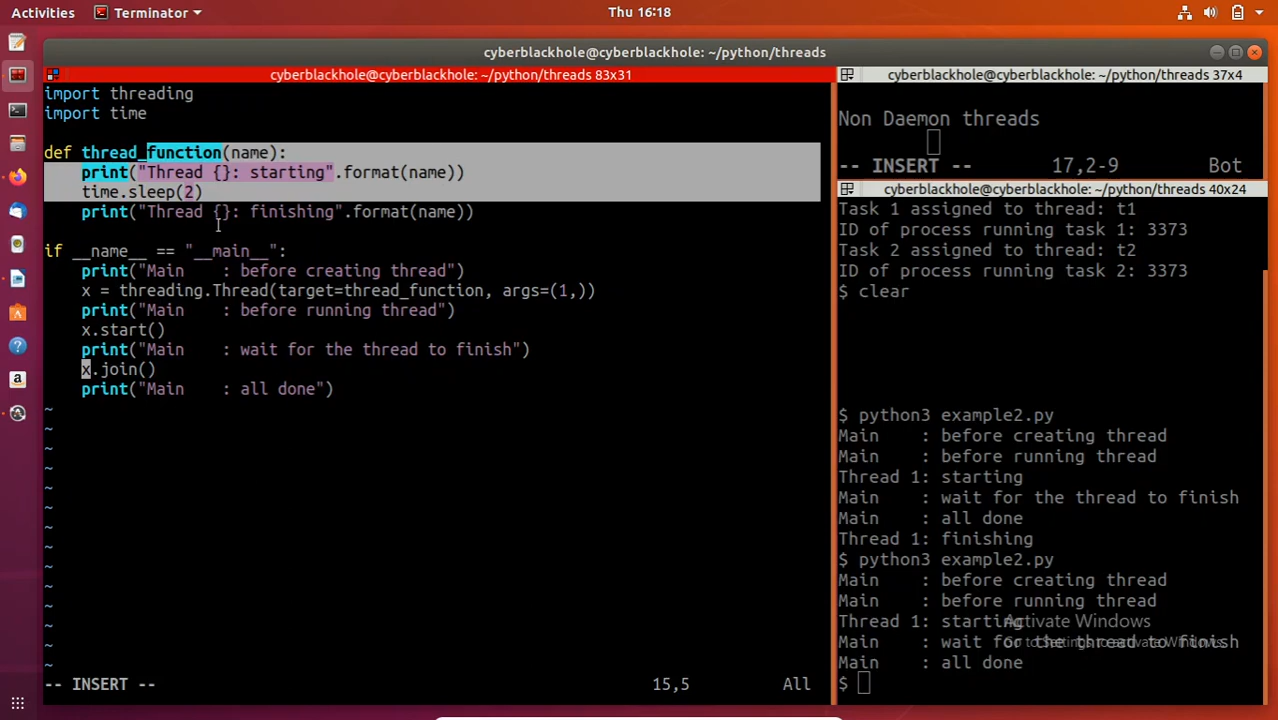 Activities
Terminator
Thu 16:18
cyberblackhole@cyberblackhole: ~/python/threads
cyberblackhole@cyberblackhole: ~/python/threads 83x31
import threading
import time
def thread_function(name):
    print("Thread {}: starting".format(name))
    time.sleep(2)
    print("Thread {}: finishing".format(name))
if __name__ == "__main__":
    print("Main    : before creating thread")
    x = threading.Thread(target=thread_function, args=(1,))
    print("Main    : before running thread")
    x.start()
    print("Main    : wait for the thread to finish")
    x.join()
    print("Main    : all done")
~
~
~
~
~
~
~
~
~
~
~
~
~
~
-- INSERT --
15,5
All
cyberblackhole@cyberblackhole: ~/python/threads 37x4
Non Daemon threads
-- INSERT --
17,2-9
Bot
cyberblackhole@cyberblackhole: ~/python/threads 40x24
Task 1 assigned to thread: t1
ID of process running task 1: 3373
Task 2 assigned to thread: t2
ID of process running task 2: 3373
$ clear
$ python3 example2.py
Main    : before creating thread
Main    : before running thread
Thread 1: starting
Main    : wait for the thread to finish
Main    : all done
Thread 1: finishing
$ python3 example2.py
Main    : before creating thread
Main    : before running thread
Thread 1: starting
Main    : wait for the thread to finish
Main    : all done
$
Activate Windows
Go to Settings to activate Windows.